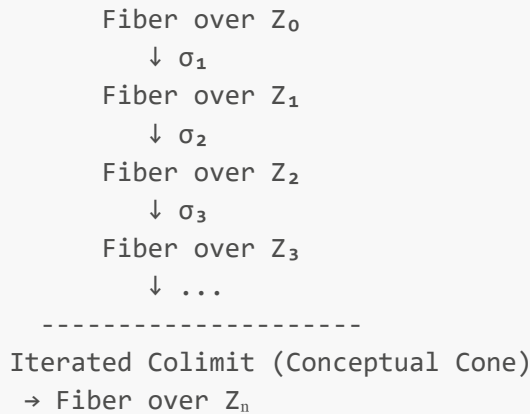 Fiber over Z₀
↓ σ₁
Fiber over Z₁
↓ σ₂
Fiber over Z₂
↓ σ₃
Fiber over Z₃
↓ ...
---------------------
Iterated Colimit (Conceptual Cone)
→ Fiber over Zₙ